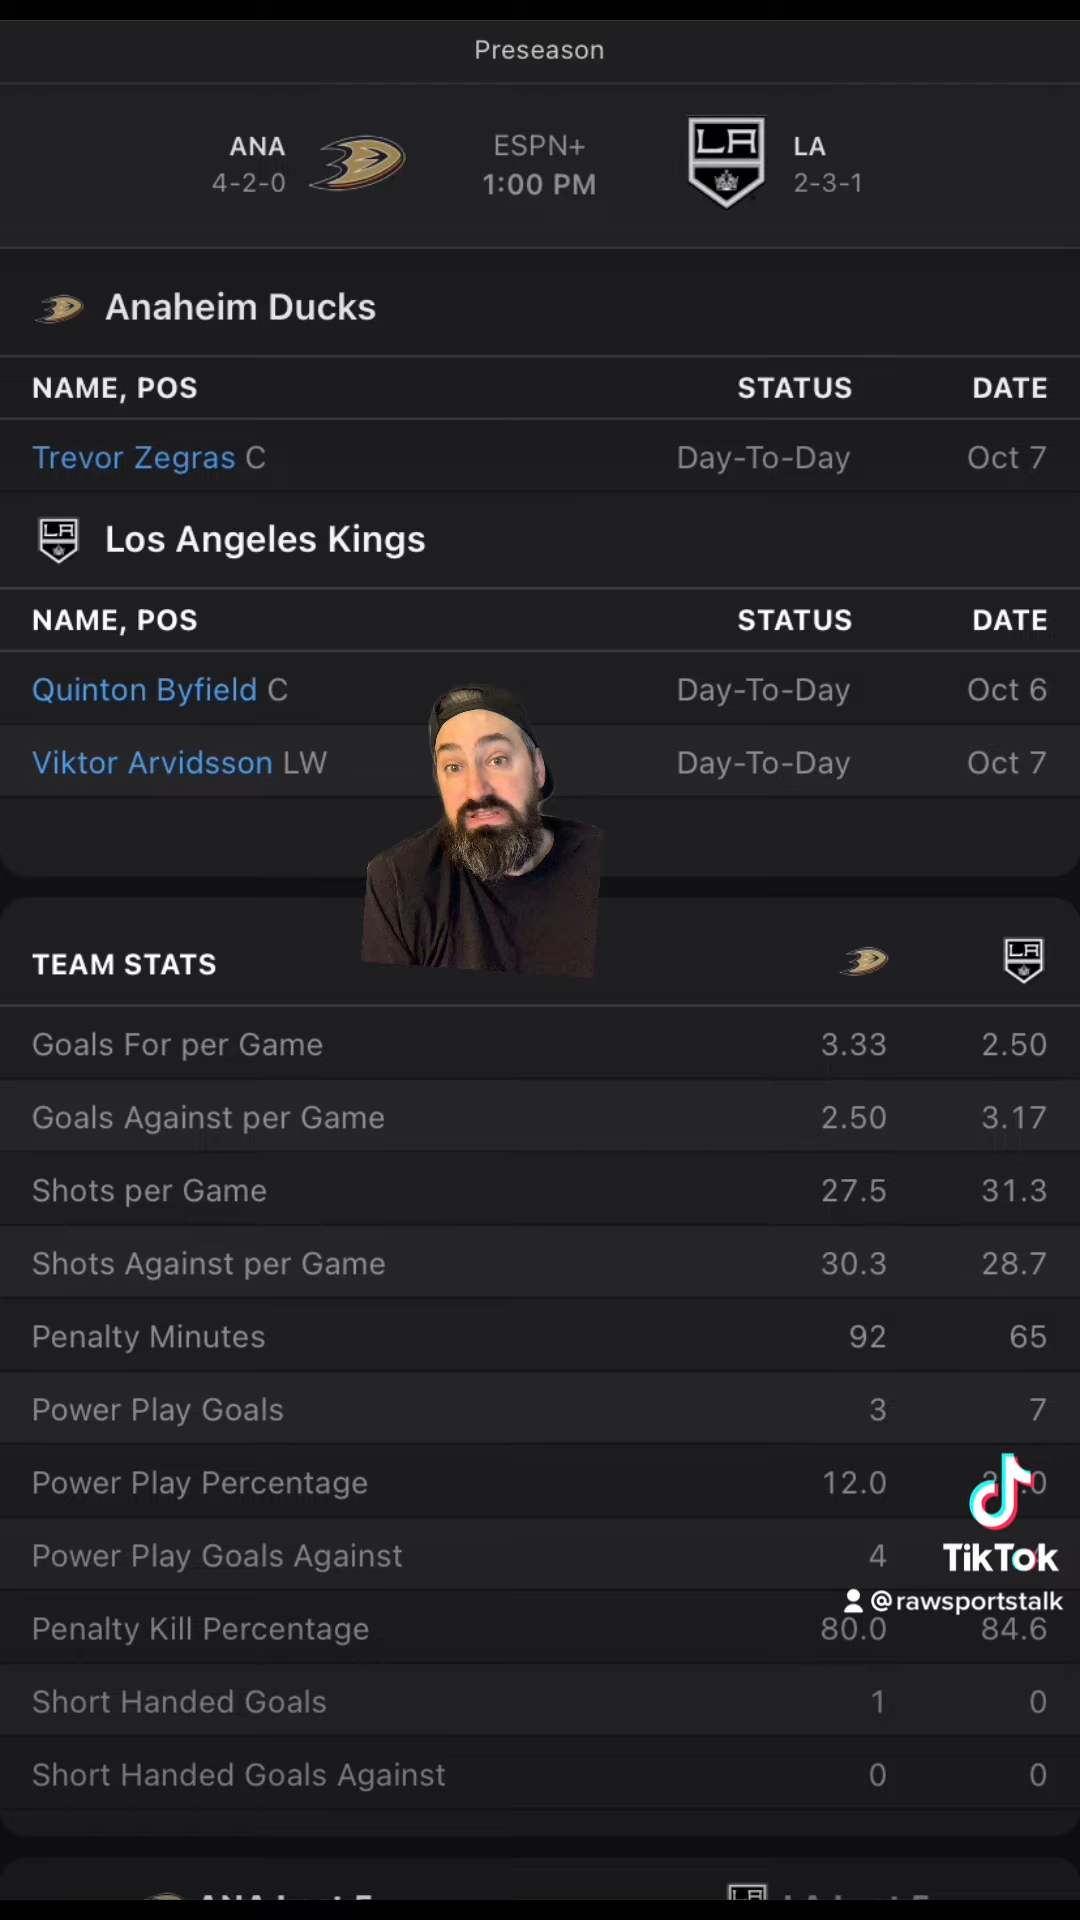 Preseason
ANA ESPN+ LA LA
4-2-0 1:00 PM 2-3-1
Anaheim Ducks
NAME, POS STATUS DATE
Trevor Zegras C Day-To-Day Oct 7
LA Los Angeles Kings
NAME, POS STATUS DATE
Quinton Byfield C Day-To-Day Oct 6
Viktor Arvidsson LW Day-To-Day Oct 7
TEAM STATS LA
Goals For per Game 3.33 2.50
Goals Against per Game 2.50 3.17
Shots per Game 27.5 31.3
Shots Against per Game 30.3 28.7
Penalty Minutes 92 65
Power Play Goals 3 7
Power Play Percentage 12.0
Power Play Goals Against 4
TikTok
@rawsportstalk
Penalty Kill Percentage 80.0 84.6
Short Handed Goals 1 0
Short Handed Goals Against 0 0